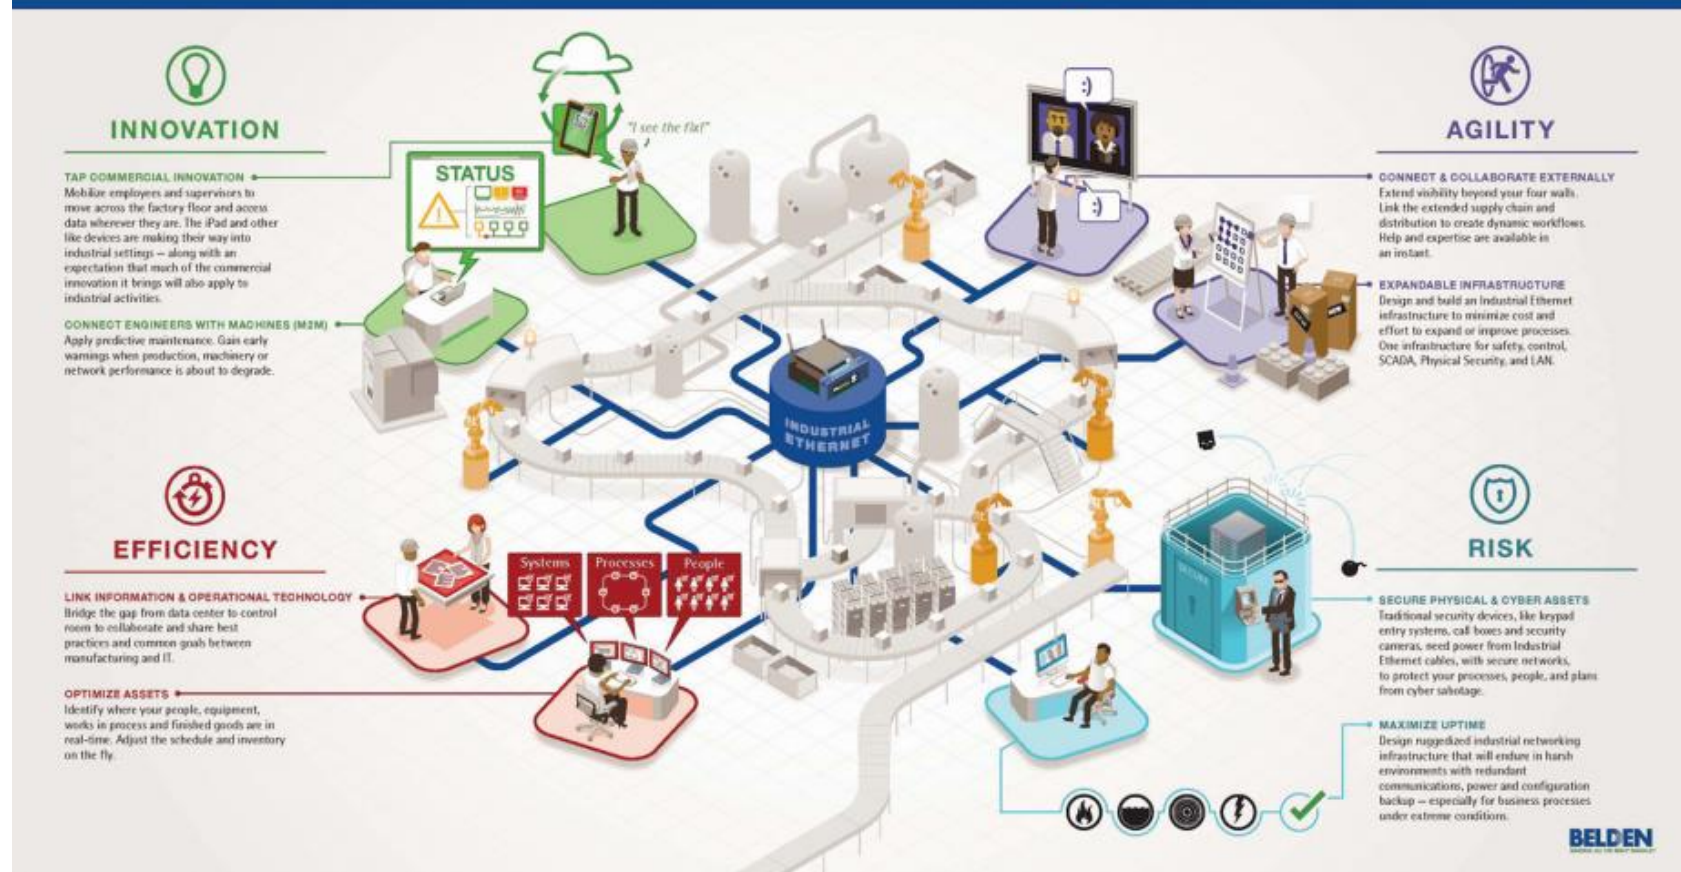 INNOVATION
TAP COMMERCIAL INNOVATION
Mobilize employees and supervisors to
move across the factory floor and access
data wherever they are. The iPad and other
like devices are making their way into
industrial settings — along with an
expectation that much of the commercial
innovation it brings will also apply to
industrial activities.
CONNECT ENGINEERS WITH MACHINES (M2M)
Apply predictive maintenance. Gain early
warnings when production, machinery or
network performance is about to degrade.
STATUS
"I see the fix!"
:)
:)
AGILITY
CONNECT & COLLABORATE EXTERNALLY
Extend visibility beyond your four walls.
Link the extended supply chain and
distribution to create dynamic workflows.
Help and expertise are available in
an instant.
EXPANDABLE INFRASTRUCTURE
Design and build an Industrial Ethernet
infrastructure to minimize cost and
effort to expand or improve processes.
One infrastructure for safety, control,
SCADA, Physical Security, and LAN.
INDUSTRIAL
ETHERNET
EFFICIENCY
LINK INFORMATION & OPERATIONAL TECHNOLOGY
Bridge the gap from data center to control
room to collaborate and share best
practices and common goals between
manufacturing and IT.
OPTIMIZE ASSETS
Identify where your people, equipment,
works in process and finished goods are in
real-time. Adjust the schedule and inventory
on the fly.
Systems
Processes
People
SECURE
RISK
SECURE PHYSICAL & CYBER ASSETS
Traditional security devices, like keypad
entry systems, call boxes and security
cameras, need power from Industrial
Ethernet cables, with secure networks,
to protect your processes, people, and plans
from cyber sabotage.
MAXIMIZE UPTIME
Design ruggedized industrial networking
infrastructure that will endure in harsh
environments with redundant
communications, power and configuration
backup — especially for business processes
under extreme conditions.
BELDEN